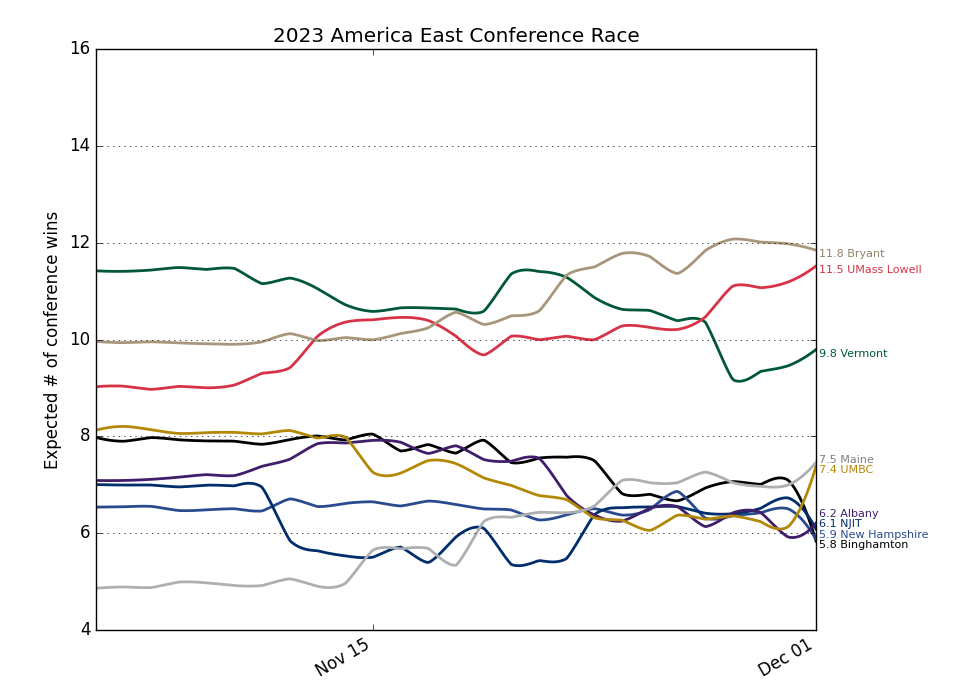 2023 America East Conference Race
Expected # of conference wins
16
14
12
10
8
6
4
11.8 Bryant
11.5 UMass Lowell
9.8 Vermont
7.5 Maine
7.4 UMBC
6.2 Albany
6.1 NJIT
5.9 New Hampshire
5.8 Binghamton
Nov 15
Dec 01